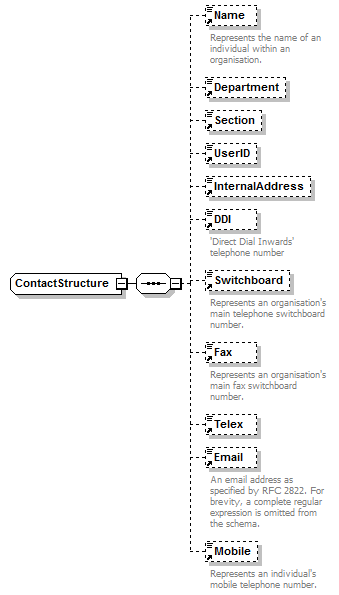 Name
Represents the name of an
individual within an
organisation.
Department
Section
UserID
InternalAddress
DDI
'Direct Dial Inwards'
telephone number
ContactStructure
Switchboard
Represents an organisation's
main telephone switchboard
number.
Fax
Represents an organisation's
main fax switchboard
number.
Telex
Email
An email address as
specified by RFC 2822. For
brevity, a complete regular
expression is omitted from
the schema.
Mobile
Represents an individual's
mobile telephone number.